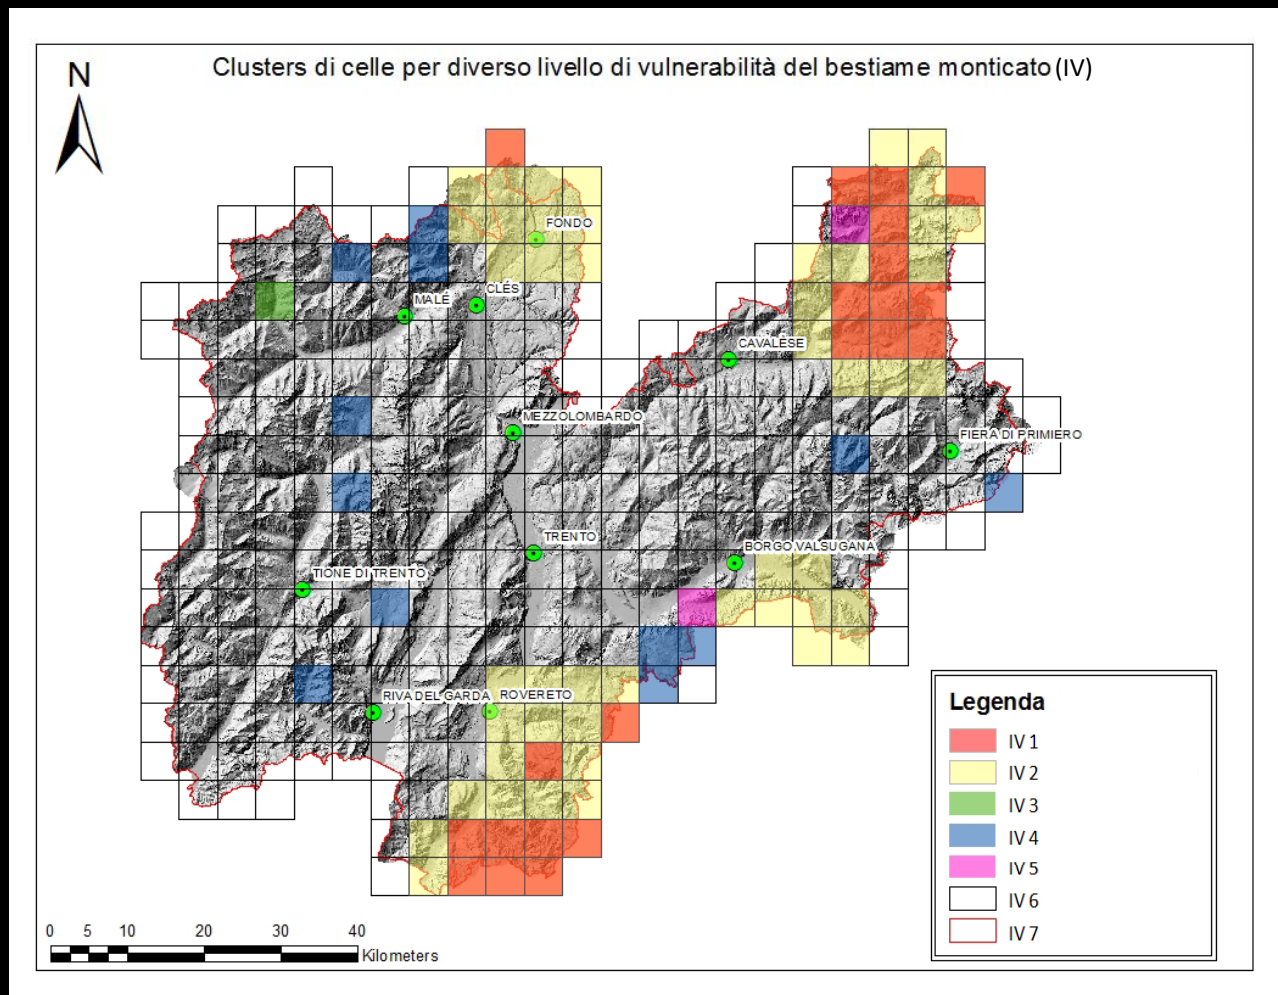 Clusters di celle per diverso livello di vulnerabilità del bestiame monticato (IV)
N
FONDO
CLÈS
MALÈ
CAVALÈSE
MEZZOLOMBARDO
FIERA DI PRIMIERO
TRENTO
BORGO VALSUGANA
TIONE DI TRENTO
RIVA DEL GARDA
ROVERETO
Legenda
IV 1
IV 2
IV 3
IV 4
IV 5
IV 6
IV 7
0 5 10 20 30 40
Kilometers